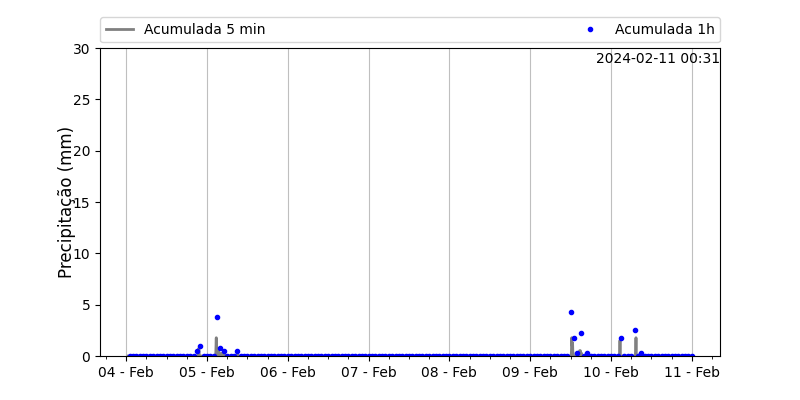 Acumulada 5 min
Acumulada 1h
2024-02-11 00:31
Precipitação (mm)
30
25
20
15
10
5
0
04 - Feb
05 - Feb
06 - Feb
07 - Feb
08 - Feb
09 - Feb
10 - Feb
11 - Feb